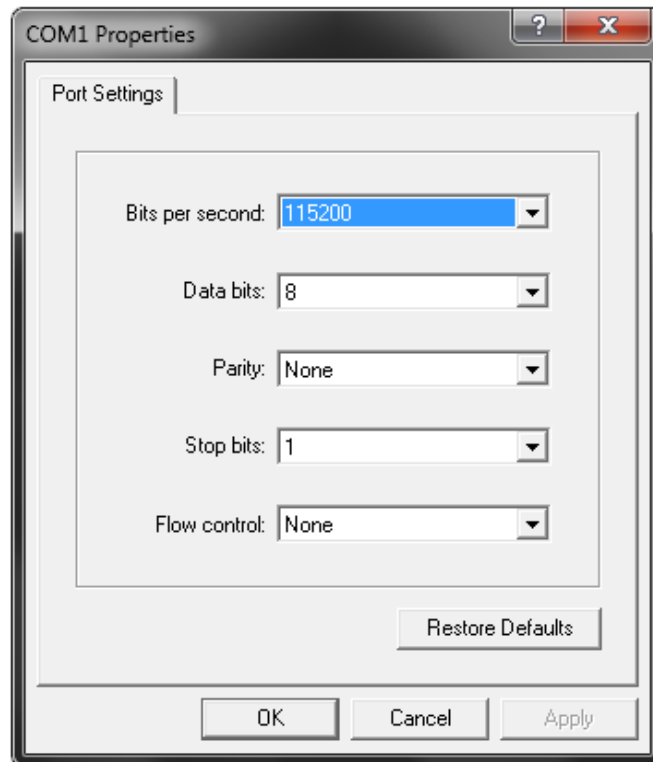 COM1 Properties
Port Settings
Bits per second: 115200
Data bits: 8
Parity: None
Stop bits: 1
Flow control: None
Restore Defaults
OK Cancel Apply